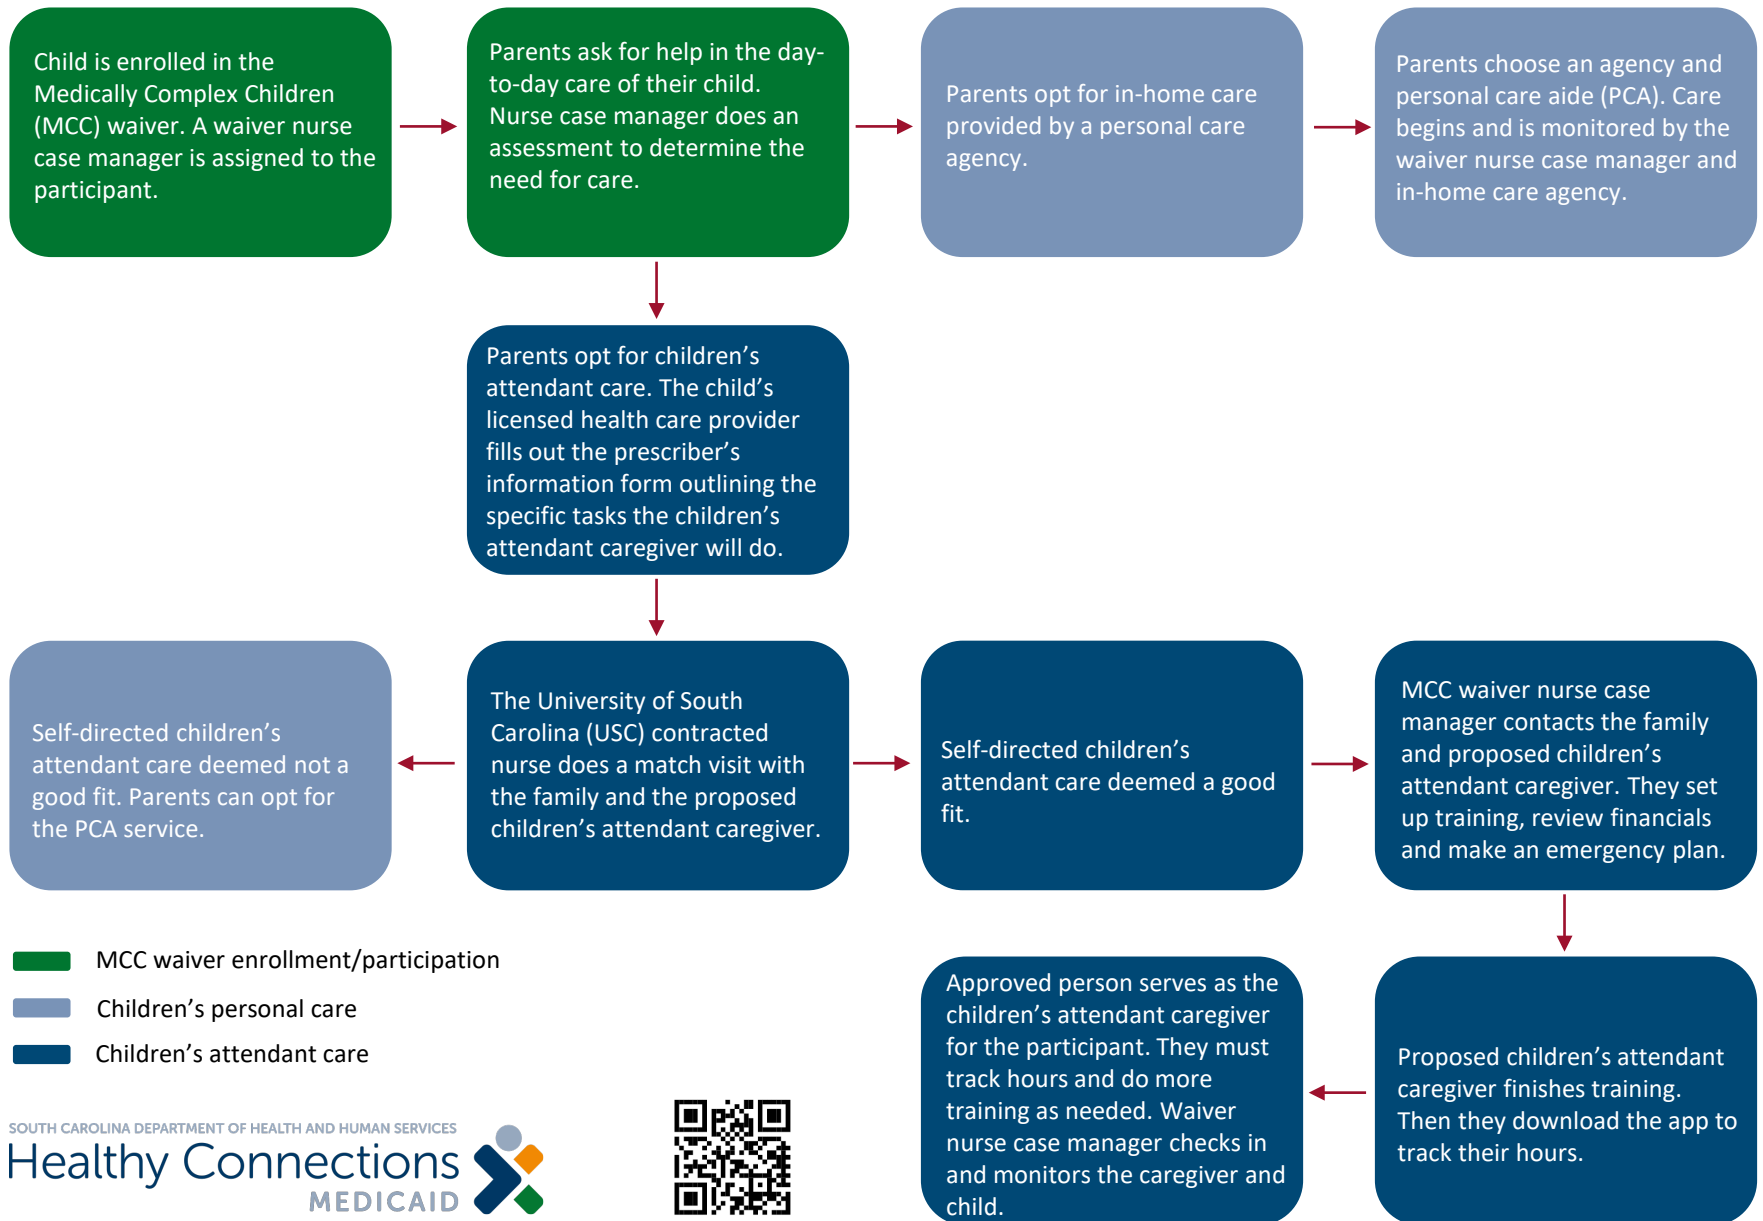 Child is enrolled in the
Medically Complex Children
(MCC) waiver. A waiver nurse
case manager is assigned to the
participant.
Parents ask for help in the day-
to-day care of their child.
Nurse case manager does an
assessment to determine the
need for care.
Parents opt for in-home care
provided by a personal care
agency.
Parents choose an agency and
personal care aide (PCA). Care
begins and is monitored by the
waiver nurse case manager and
in-home care agency.
Parents opt for children’s
attendant care. The child’s
licensed health care provider
fills out the prescriber’s
information form outlining the
specific tasks the children’s
attendant caregiver will do.
Self-directed children’s
attendant care deemed not a
good fit. Parents can opt for
the PCA service.
The University of South
Carolina (USC) contracted
nurse does a match visit with
the family and the proposed
children’s attendant caregiver.
Self-directed children’s
attendant care deemed a good
fit.
MCC waiver nurse case
manager contacts the family
and proposed children’s
attendant caregiver. They set
up training, review financials
and make an emergency plan.
Proposed children’s attendant
caregiver finishes training.
Then they download the app to
track their hours.
Approved person serves as the
children’s attendant caregiver
for the participant. They must
track hours and do more
training as needed. Waiver
nurse case manager checks in
and monitors the caregiver and
child.
MCC waiver enrollment/participation
Children’s personal care
Children’s attendant care
SOUTH CAROLINA DEPARTMENT OF HEALTH AND HUMAN SERVICES
Healthy Connections
MEDICAID